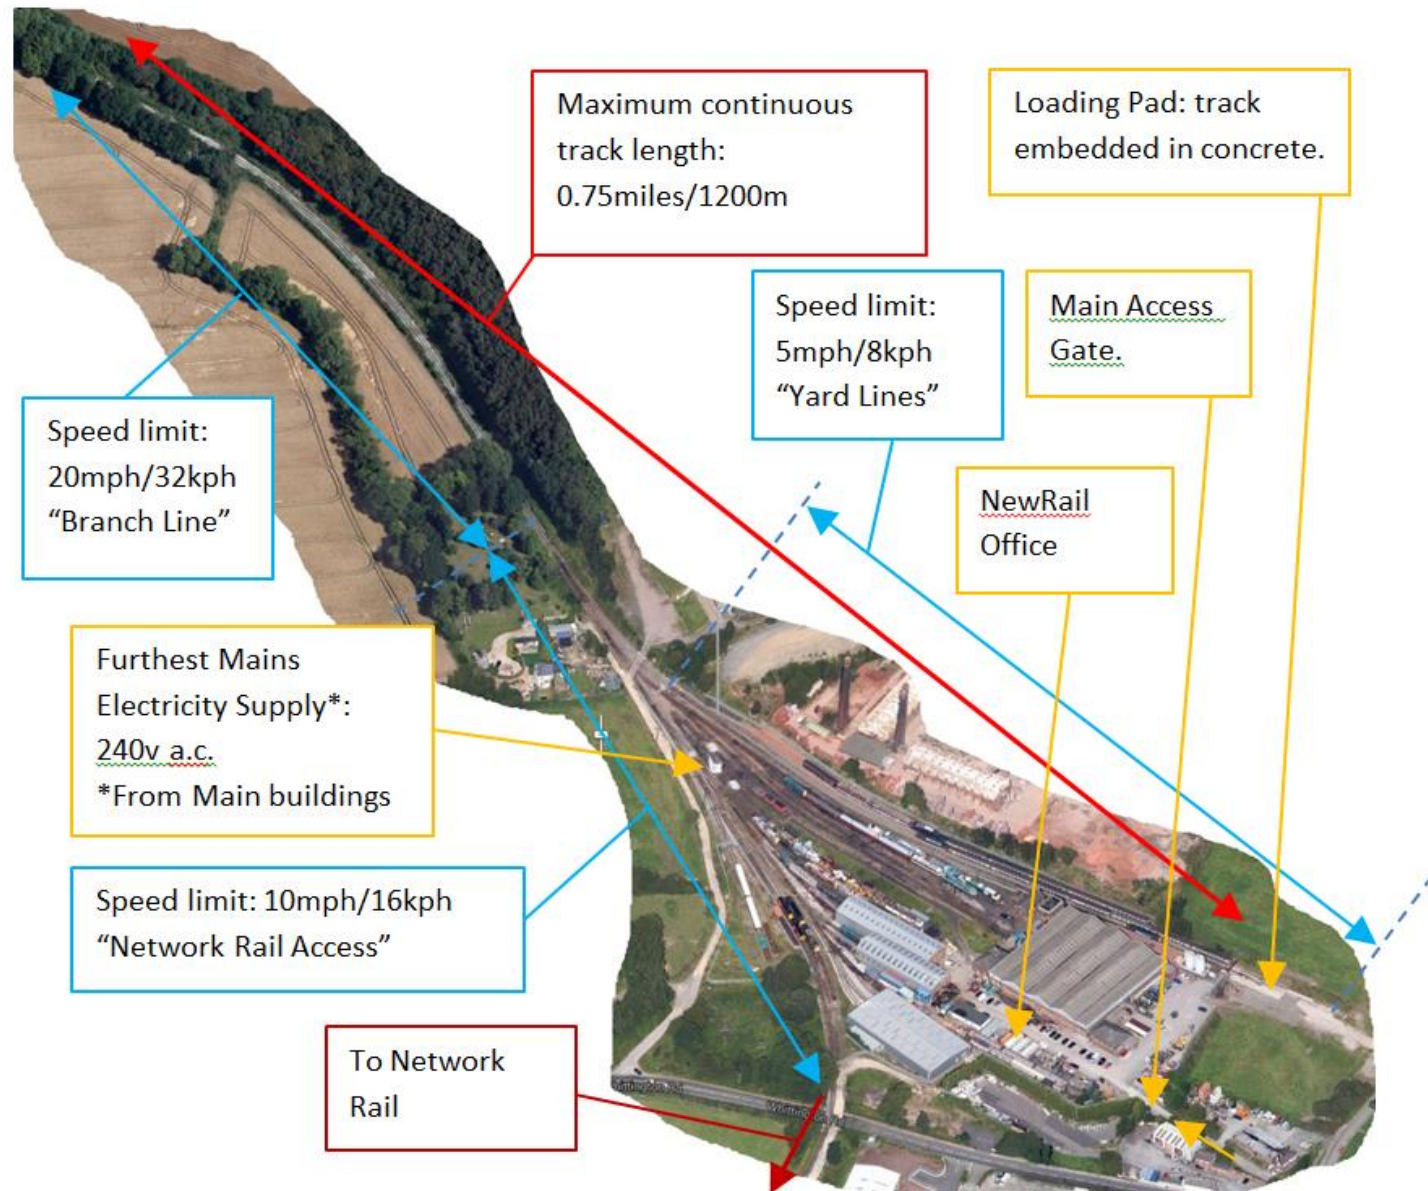 Maximum continuous
track length:
0.75miles/1200m
Loading Pad: track
embedded in concrete.
Speed limit:
5mph/8kph
“Yard Lines”
Main Access
Gate.
Speed limit:
20mph/32kph
“Branch Line”
NewRail
Office
Furthest Mains
Electricity Supply*:
240v a.c.
*From Main buildings
Speed limit: 10mph/16kph
“Network Rail Access”
To Network
Rail